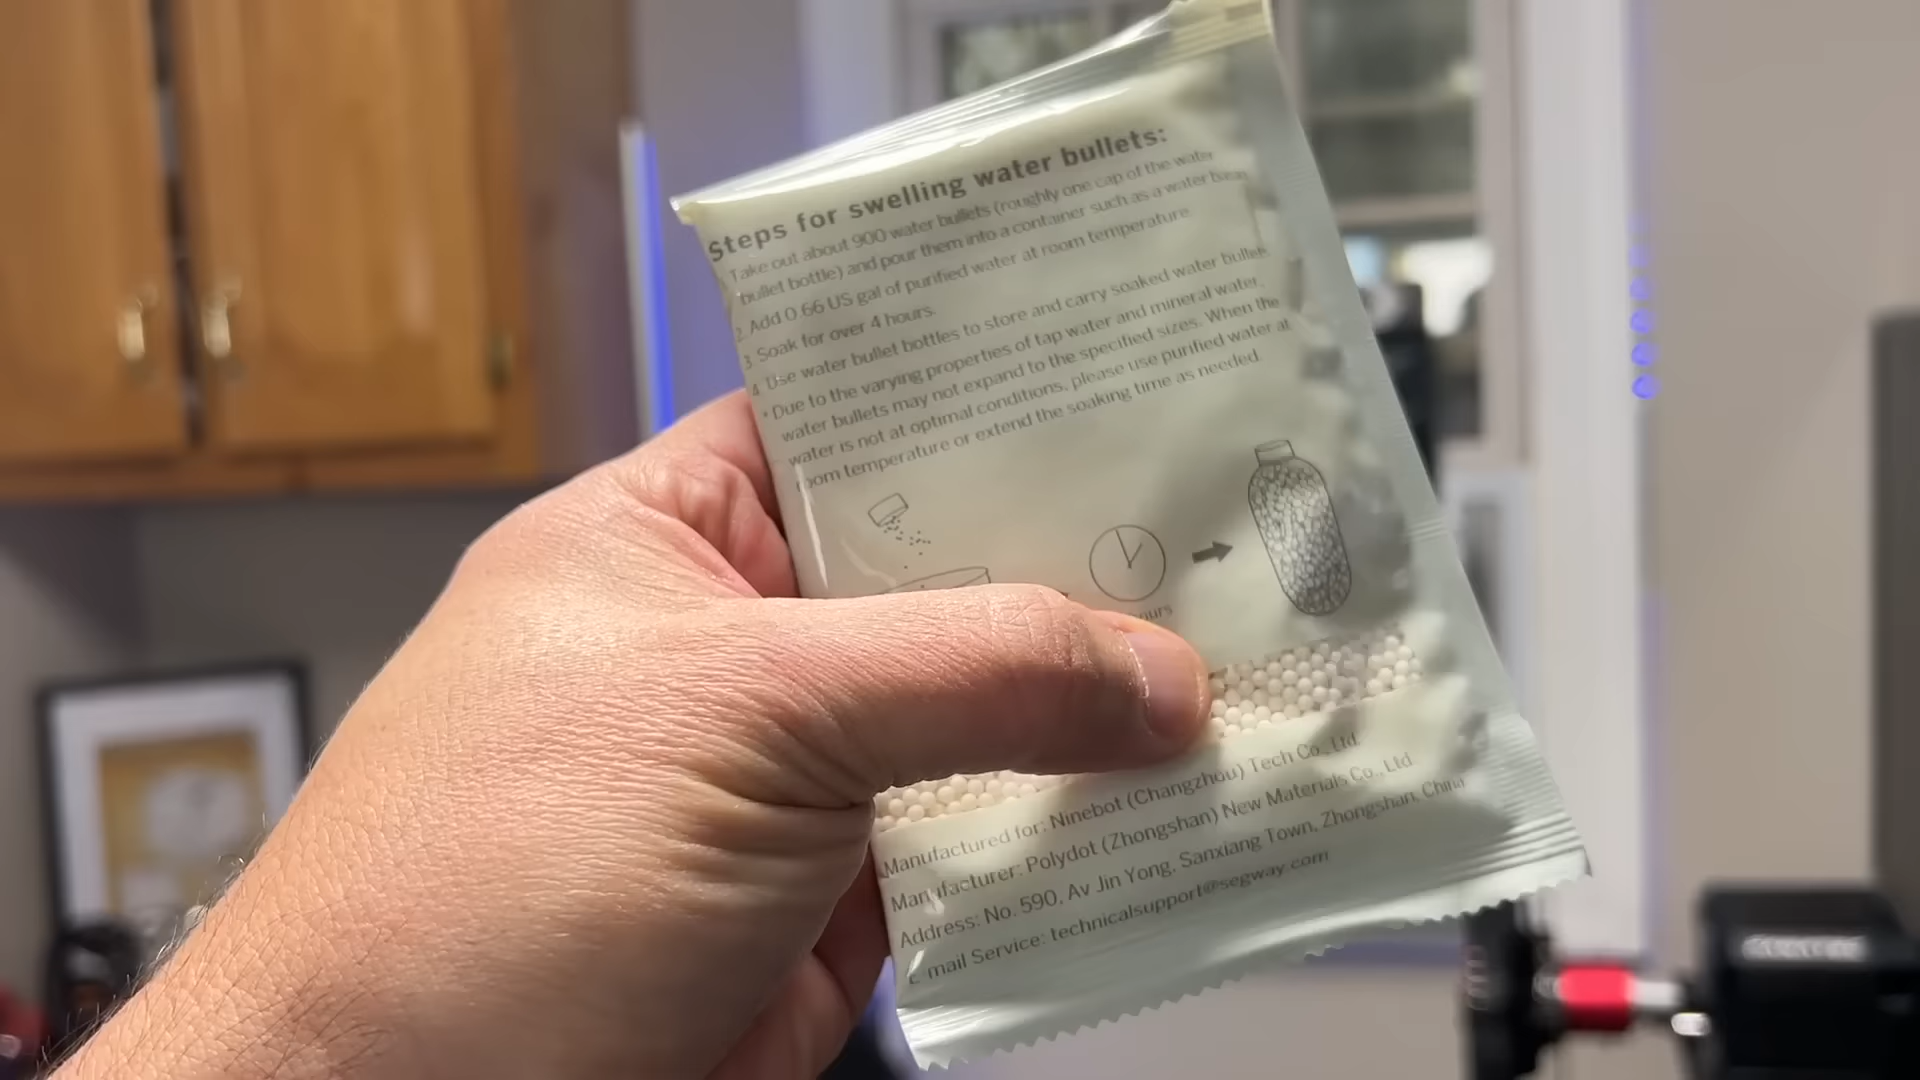 Steps for swelling water bullets:
Take out about 900 water bullets (roughly one cap of the water
bullet bottle) and pour them into a container such as a water basin
2. Add 0.66 US gal of purified water at room temperature
3. Soak for over 4 hours.
4. Use water bullet bottles to store and carry soaked water bullets
* Due to the varying properties of tap water and mineral water,
water bullets may not expand to the specified sizes. When the
water is not at optimal conditions, please use purified water at
room temperature or extend the soaking time as needed.
ours
Manufactured for: Ninebot (Changzhou) Tech Co., Ltd.
Manufacturer: Polydot (Zhongshan) New Materials Co., Ltd.
Address: No. 590, Av Jin Yong, Sanxiang Town, Zhongshan, China
E-mail Service: technicalsupport@segway.com